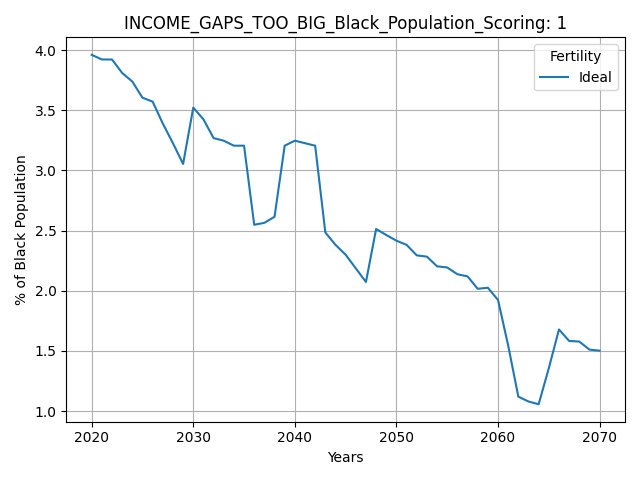 INCOME_GAPS_TOO_BIG_Black_Population_Scoring: 1
Fertility
Ideal
% of Black Population
4.0
3.5
3.0
2.5
2.0
1.5
1.0
2020 2030 2040 2050 2060 2070
Years